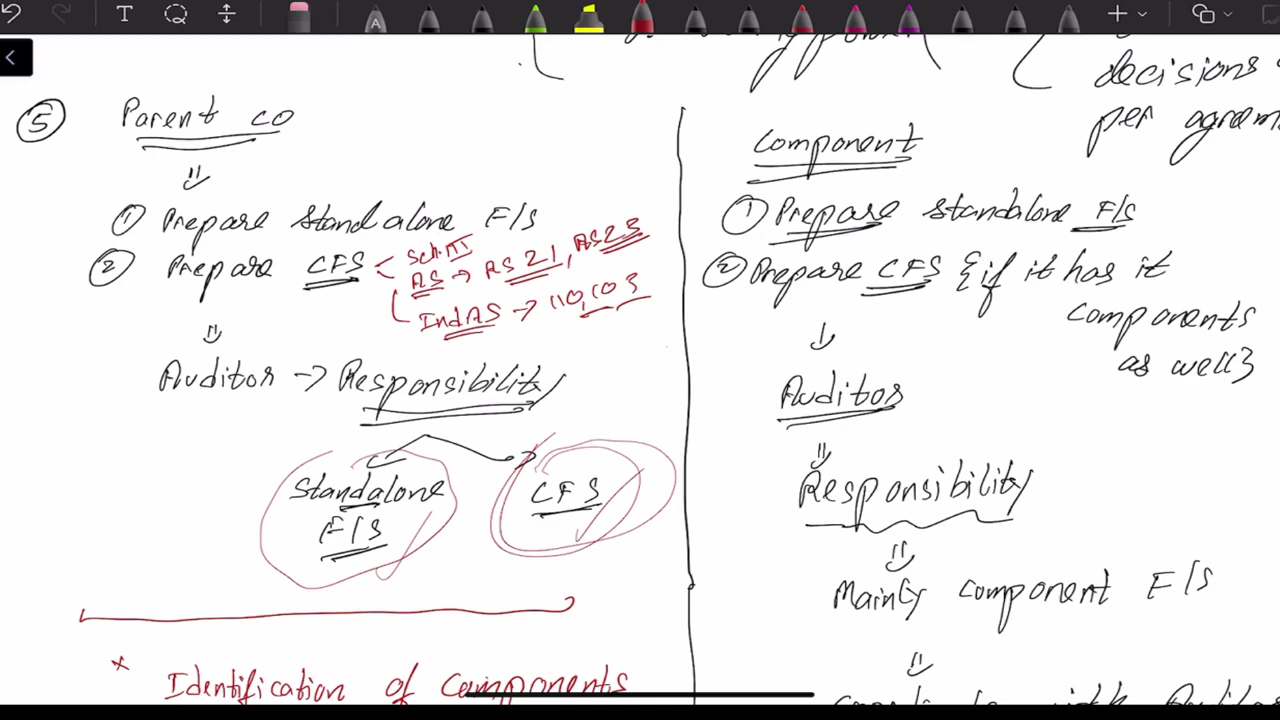 decisions
per
⑤ Parent CO
① Prepare Standalone F/S
② Prepare CFS
Sch.III
AS → AS 21, AS 23
Ind AS → 110, 103
Auditor → Responsibility
Standalone
F/S
CFS
* Identification of Components
Component
① Prepare standalone F/S
② Prepare CFS {if it has it
components
as well}
Auditor
Responsibility
Mainly component F/S